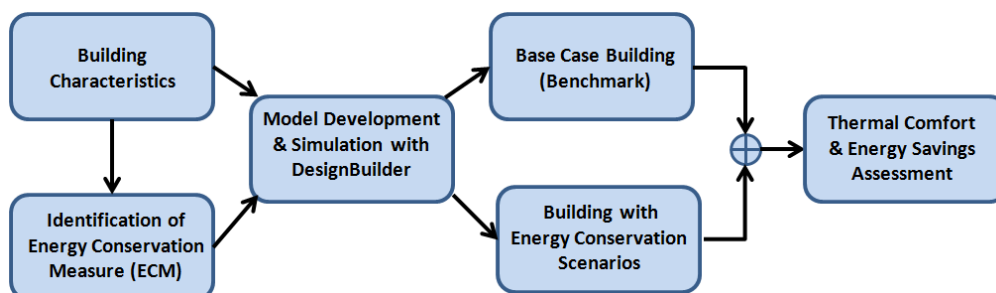 Building
Characteristics
Identification of
Energy Conservation
Measure (ECM)
Model Development
& Simulation with
DesignBuilder
Base Case Building
(Benchmark)
Building with
Energy Conservation
Scenarios
Thermal Comfort
& Energy Savings
Assessment